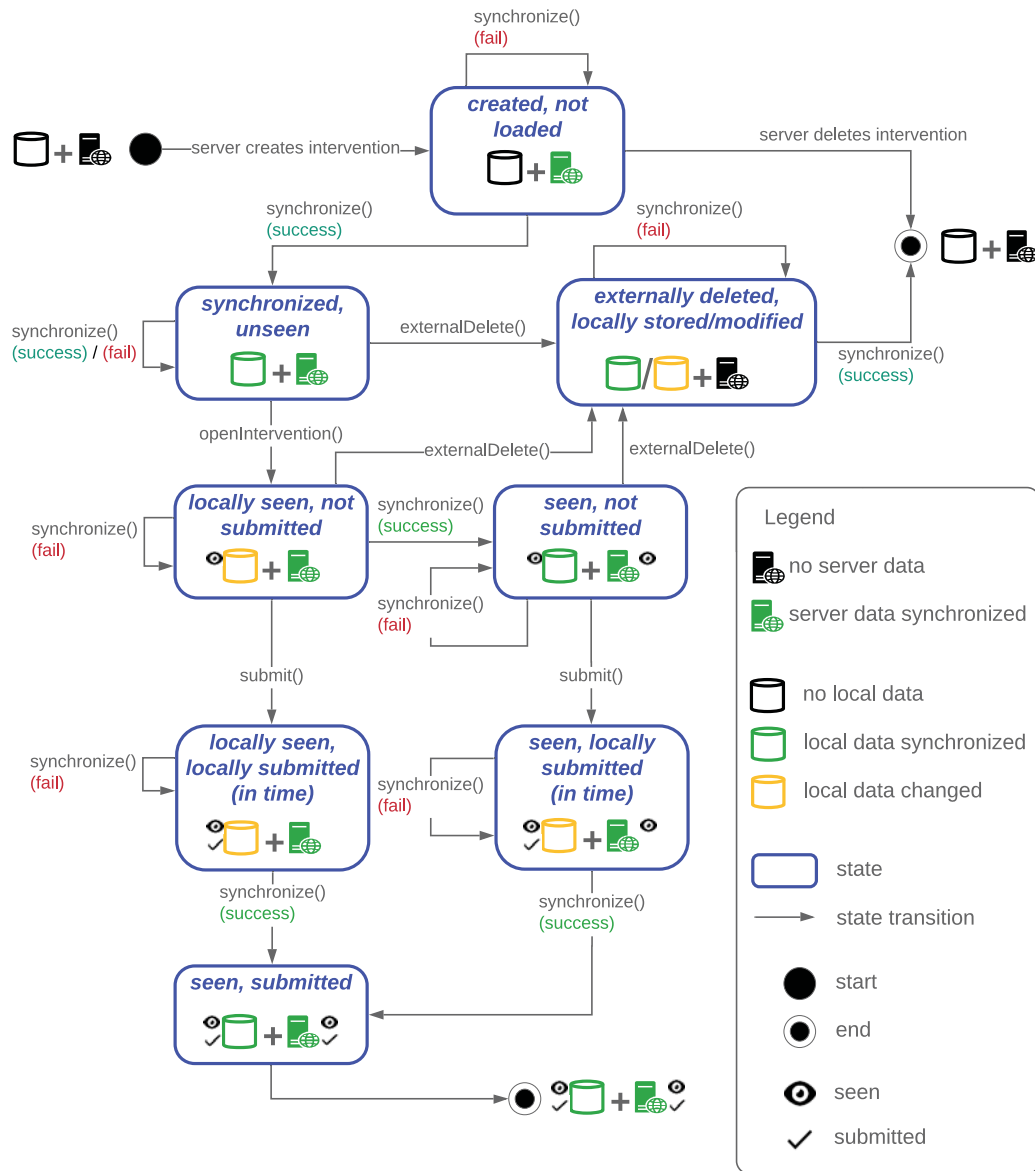 synchronize()
(fail)
created, not
loaded
server creates intervention
server deletes intervention
synchronize()
(success)
synchronize()
(fail)
synchronized,
unseen
externally deleted,
locally stored/modified
synchronize()
(success) / (fail)
externalDelete()
/
synchronize()
(success)
openIntervention()
externalDelete()
externalDelete()
locally seen, not
submitted
synchronize()
(success)
seen, not
submitted
synchronize()
(fail)
synchronize()
(fail)
submit()
submit()
locally seen,
locally submitted
(in time)
seen, locally
submitted
(in time)
synchronize()
(fail)
synchronize()
(fail)
synchronize()
(success)
synchronize()
(success)
seen, submitted
Legend
no server data
server data synchronized
no local data
local data synchronized
local data changed
state
state transition
start
end
seen
submitted